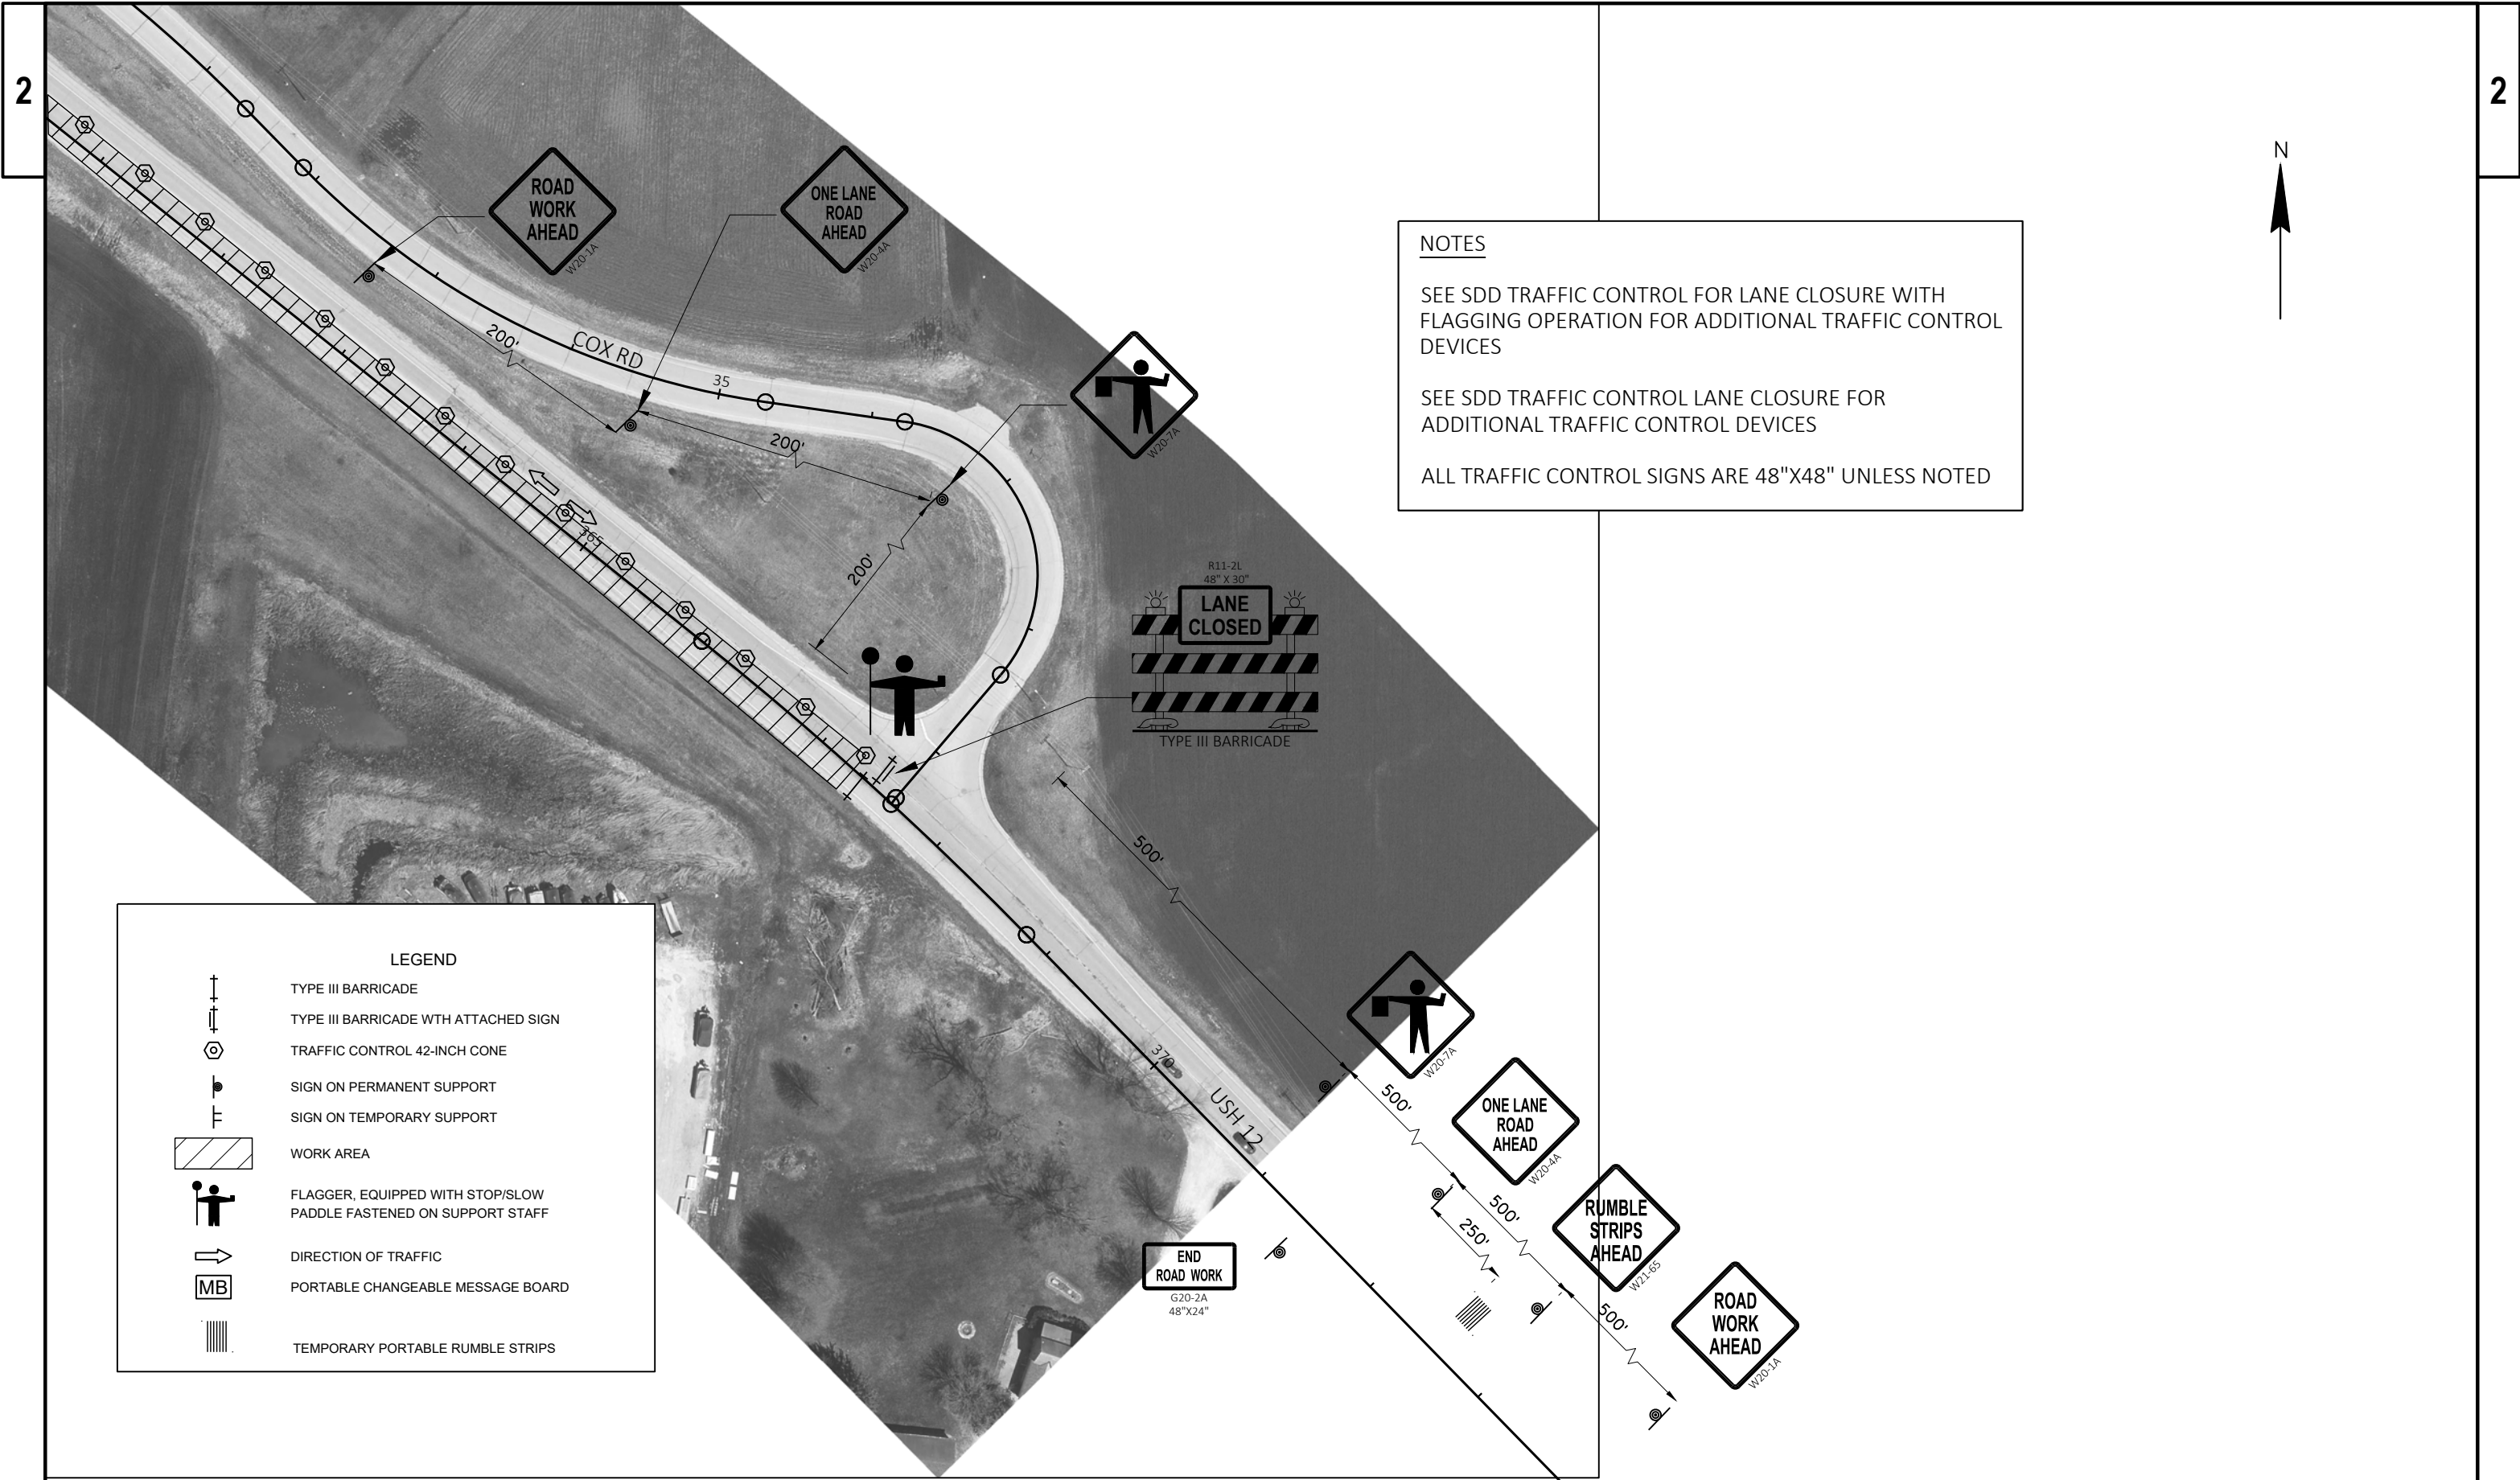 2
2
N
ROAD
WORK
AHEAD
W20-1A
ONE LANE
ROAD
AHEAD
W20-4A
NOTES
SEE SDD TRAFFIC CONTROL FOR LANE CLOSURE WITH
FLAGGING OPERATION FOR ADDITIONAL TRAFFIC CONTROL
DEVICES
SEE SDD TRAFFIC CONTROL LANE CLOSURE FOR
ADDITIONAL TRAFFIC CONTROL DEVICES
ALL TRAFFIC CONTROL SIGNS ARE 48"X48" UNLESS NOTED
200'
COX RD
35
200'
W20-7A
365
200'
R11-2L
48" X 30"
LANE
CLOSED
TYPE III BARRICADE
500'
370
USH 12
W20-7A
500'
ONE LANE
ROAD
AHEAD
W20-4A
500'
250'
RUMBLE
STRIPS
AHEAD
W21-65
500'
ROAD
WORK
AHEAD
W20-1A
END
ROAD WORK
G20-2A
48"X24"
LEGEND
TYPE III BARRICADE
TYPE III BARRICADE WTH ATTACHED SIGN
TRAFFIC CONTROL 42-INCH CONE
SIGN ON PERMANENT SUPPORT
SIGN ON TEMPORARY SUPPORT
WORK AREA
FLAGGER, EQUIPPED WITH STOP/SLOW
PADDLE FASTENED ON SUPPORT STAFF
DIRECTION OF TRAFFIC
MB PORTABLE CHANGEABLE MESSAGE BOARD
TEMPORARY PORTABLE RUMBLE STRIPS